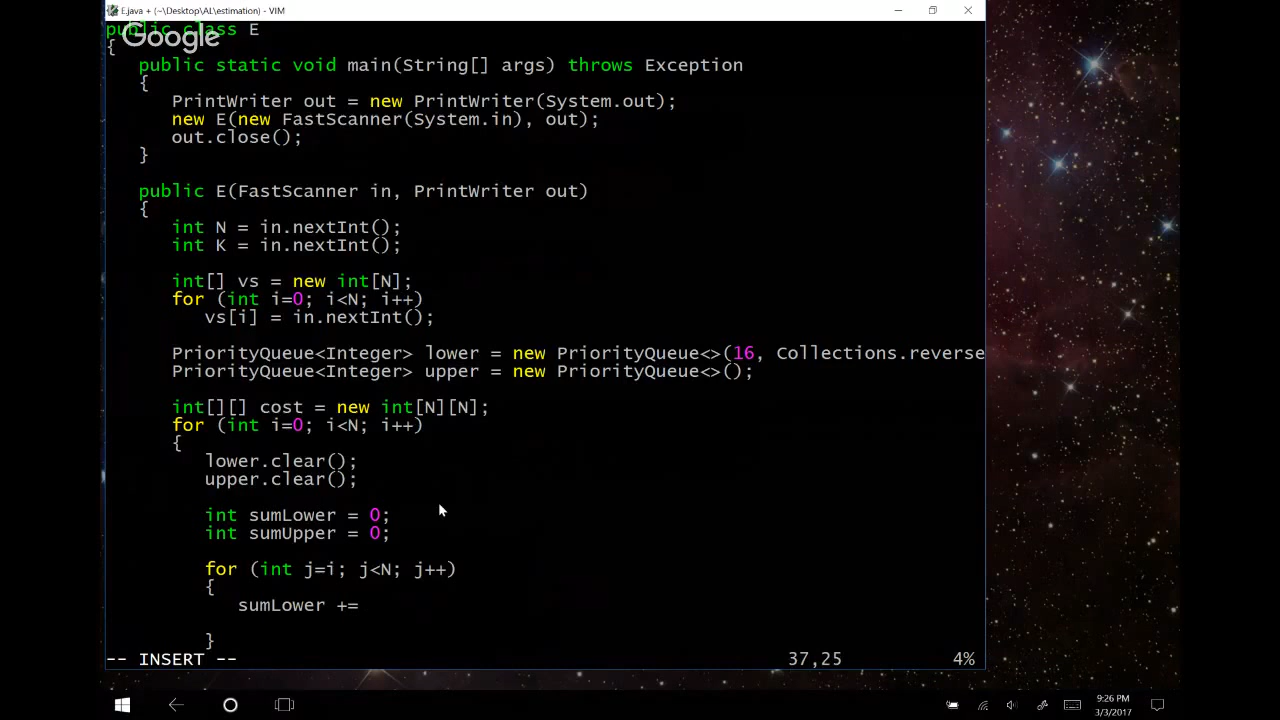 E.java + (~\Desktop\AL\estimation) - VIM
public class E
Google
{
public static void main(String[] args) throws Exception
{
PrintWriter out = new PrintWriter(System.out);
new E(new FastScanner(System.in), out);
out.close();
}
public E(FastScanner in, PrintWriter out)
{
int N = in.nextInt();
int K = in.nextInt();
int[] vs = new int[N];
for (int i=0; i<N; i++)
vs[i] = in.nextInt();
PriorityQueue<Integer> lower = new PriorityQueue<>(16, Collections.reverse
PriorityQueue<Integer> upper = new PriorityQueue<>();
int[][] cost = new int[N][N];
for (int i=0; i<N; i++)
{
lower.clear();
upper.clear();
int sumLower = 0;
int sumUpper = 0;
for (int j=i; j<N; j++)
{
sumLower +=
}
-- INSERT -- 37,25 4%
9:26 PM
3/3/2017